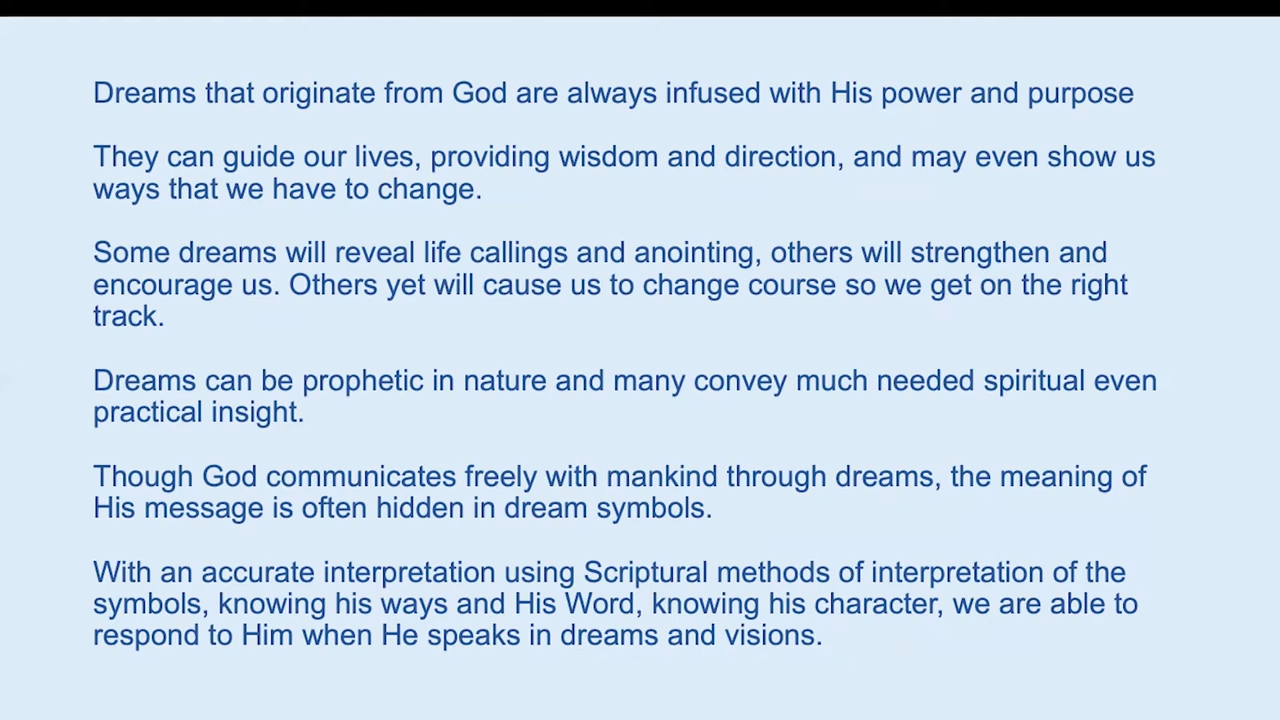 Dreams that originate from God are always infused with His power and purpose
They can guide our lives, providing wisdom and direction, and may even show us
ways that we have to change.
Some dreams will reveal life callings and anointing, others will strengthen and
encourage us. Others yet will cause us to change course so we get on the right
track.
Dreams can be prophetic in nature and many convey much needed spiritual even
practical insight.
Though God communicates freely with mankind through dreams, the meaning of
His message is often hidden in dream symbols.
With an accurate interpretation using Scriptural methods of interpretation of the
symbols, knowing his ways and His Word, knowing his character, we are able to
respond to Him when He speaks in dreams and visions.